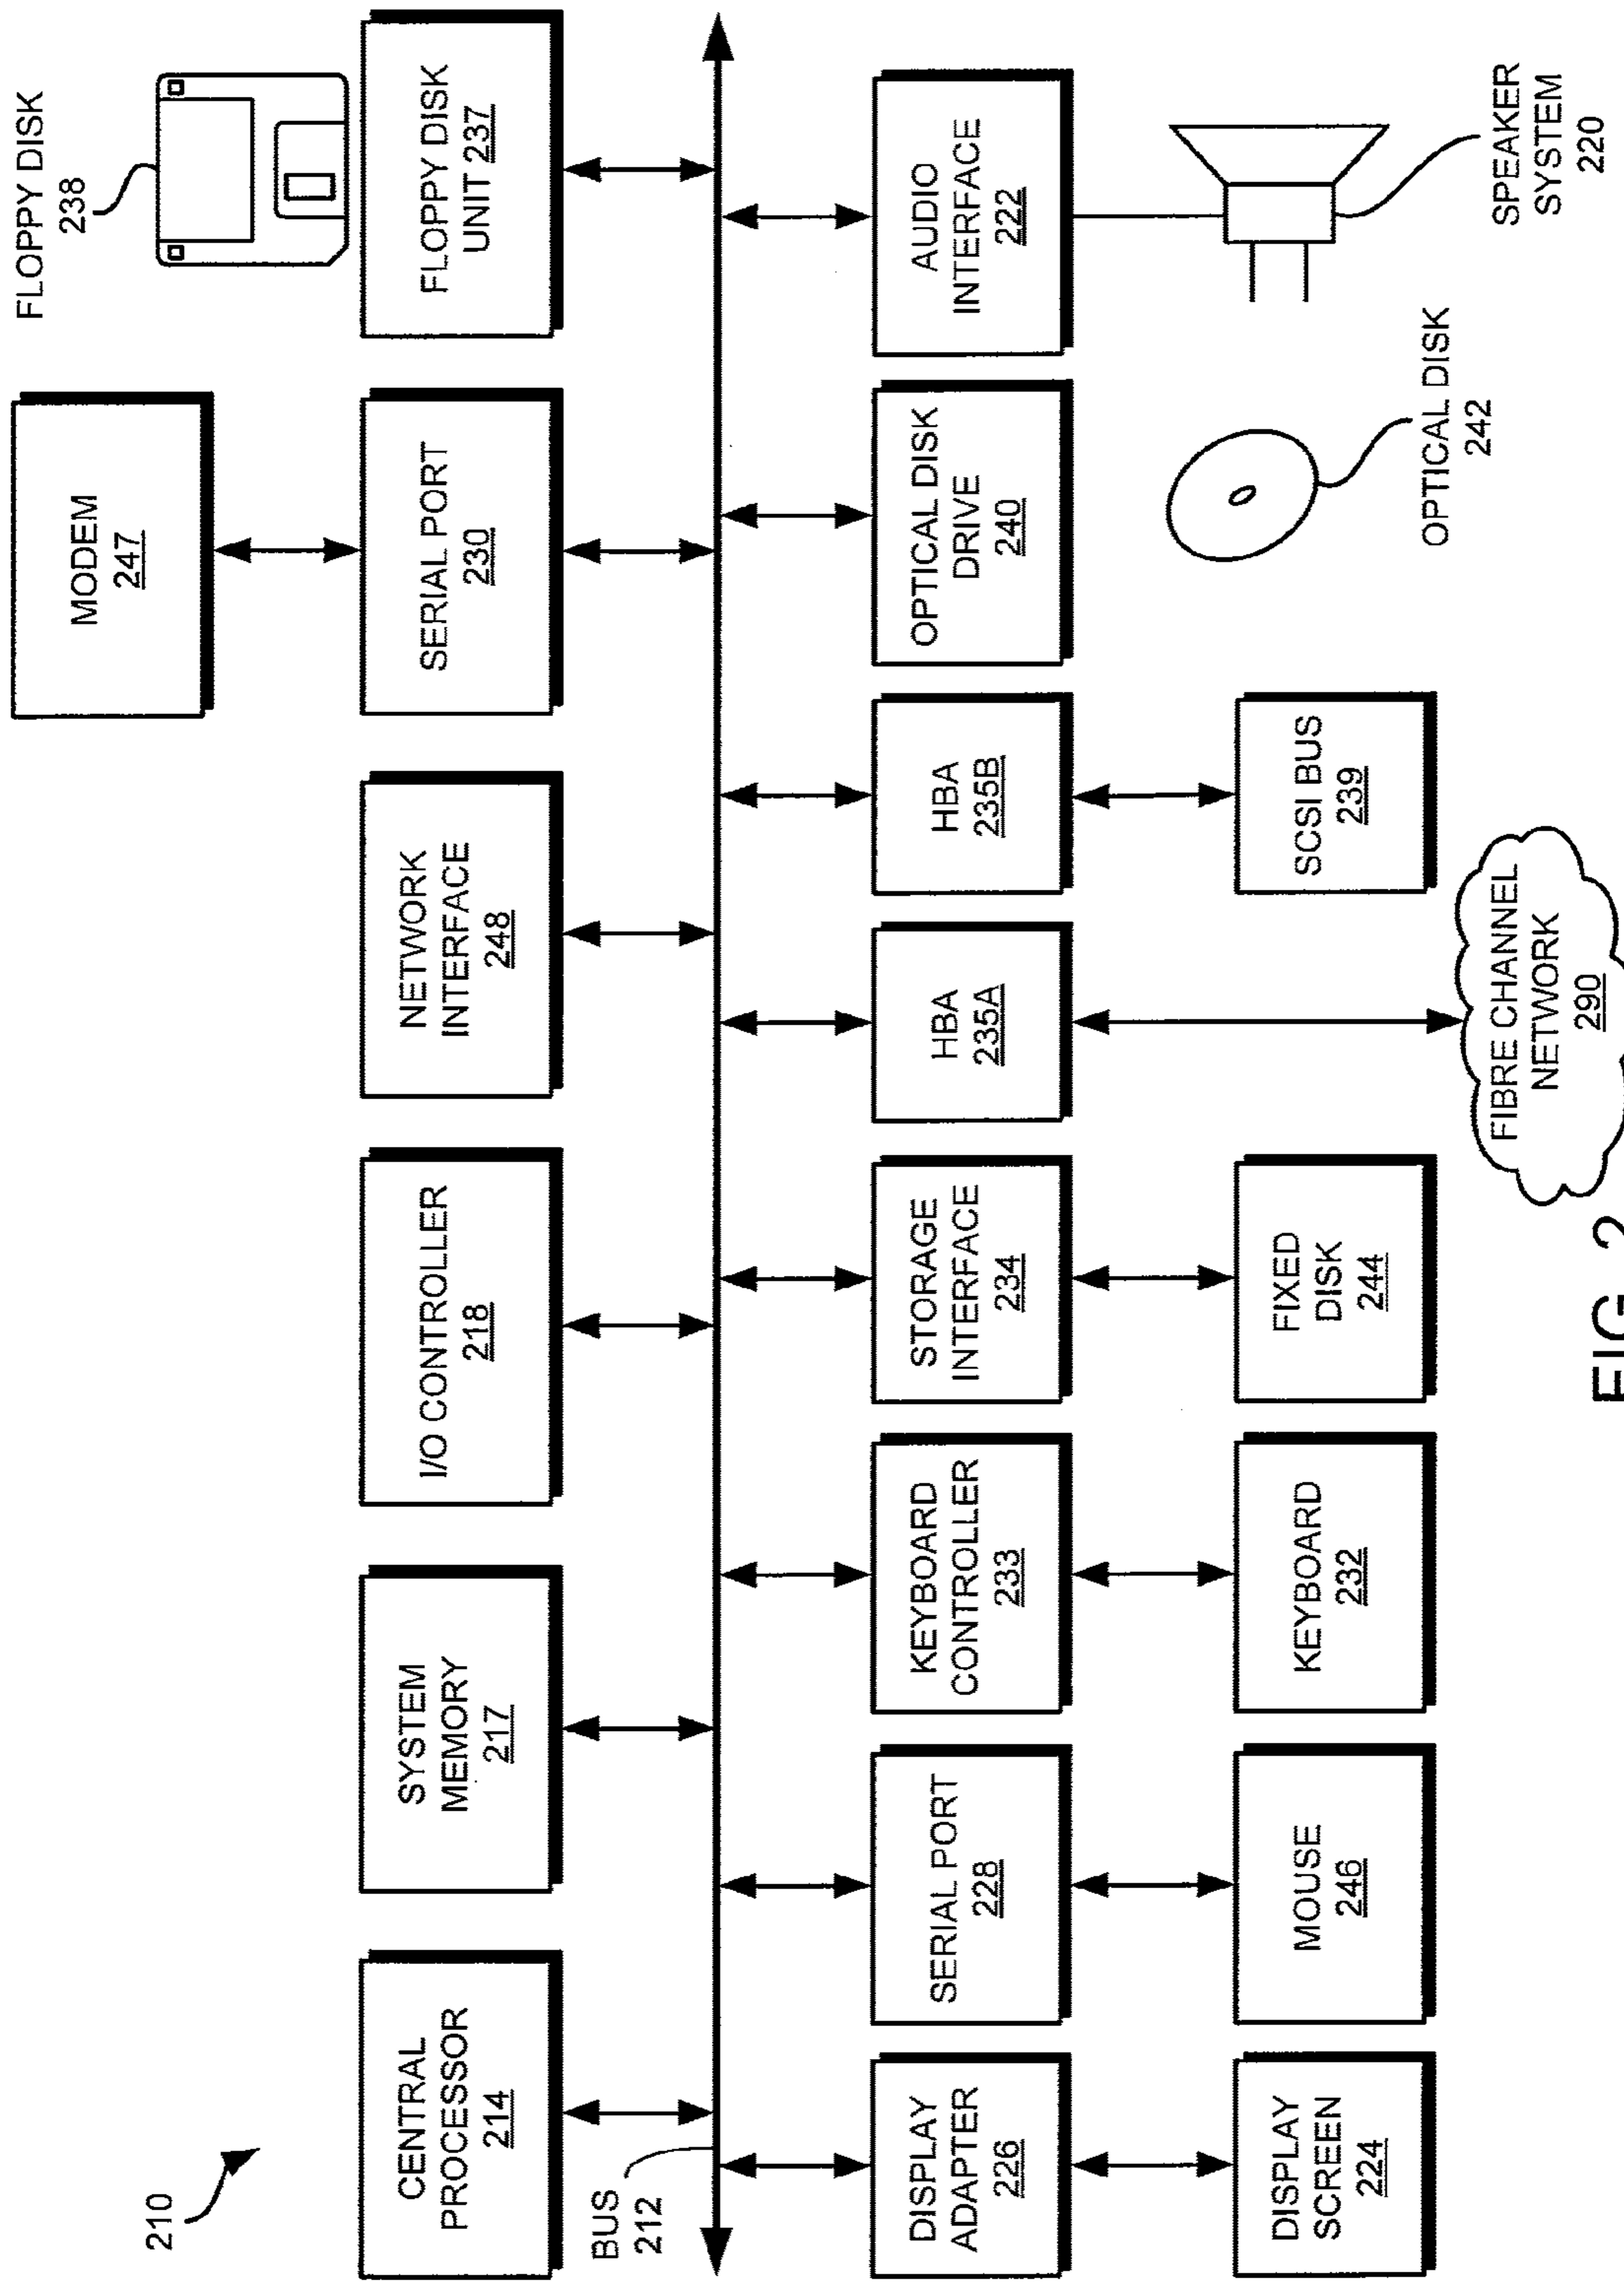 210
CENTRAL
PROCESSOR
214
SYSTEM
MEMORY
217
I/O CONTROLLER
218
NETWORK
INTERFACE
248
MODEM
247
SERIAL PORT
230
FLOPPY DISK
238
FLOPPY DISK
UNIT 237
BUS
212
DISPLAY
ADAPTER
226
SERIAL PORT
228
KEYBOARD
CONTROLLER
233
STORAGE
INTERFACE
234
HBA
235A
HBA
235B
OPTICAL DISK
DRIVE
240
AUDIO
INTERFACE
222
DISPLAY
SCREEN
224
MOUSE
246
KEYBOARD
232
FIXED
DISK
244
SCSI BUS
239
OPTICAL DISK
242
SPEAKER
SYSTEM
220
FIBRE CHANNEL
NETWORK
290
FIG. 2